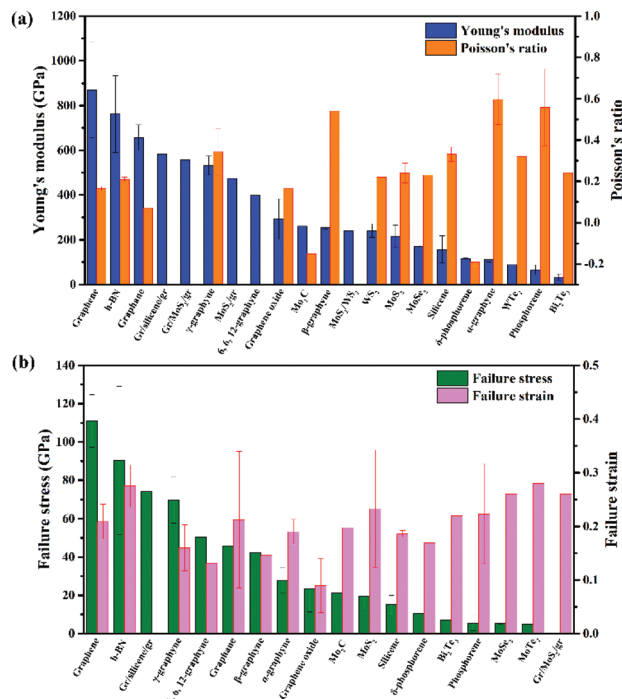 (a)
1200
1000
800
600
400
200
0
Young's modulus (GPa)
Young's modulus
Poisson's ratio
1.0
0.8
0.6
0.4
0.2
0.0
-0.2
Poisson's ratio
Graphene
h-BN
Graphane
Gr/silicene/gr
Gr/MoS2/gr
γ-graphyne
MoS2/gr
6, 6, 12-graphyne
Graphene oxide
Mo2C
β-graphyne
MoS2/WS2
WS2
MoS2
MoSe2
Silicene
δ-phosphorene
α-graphyne
WTe2
Phosphorene
Bi2Te3
(b)
140
120
100
80
60
40
20
0
Failure stress (GPa)
Failure stress
Failure strain
0.5
0.4
0.3
0.2
0.1
0.0
Failure strain
Graphene
h-BN
Gr/silicene/gr
γ-graphyne
6, 12-graphyne
Graphane
β-graphyne
α-graphyne
Graphene oxide
Mo2C
MoS2
Silicene
δ-phosphorene
Bi2Te3
Phosphorene
MoSe2
MoTe2
Gr/MoS2/gr